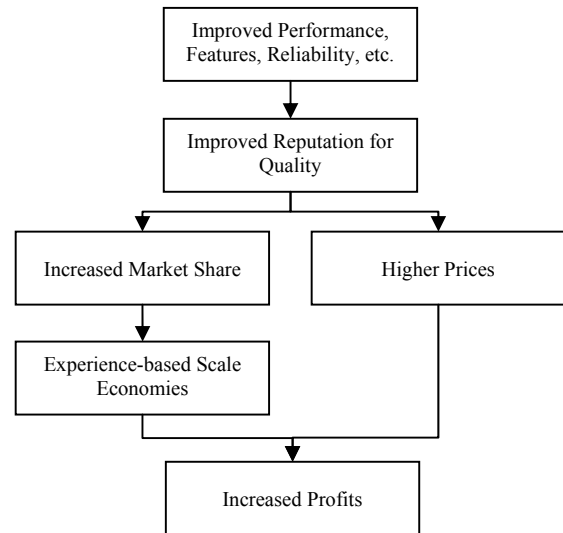 Improved Performance,
Features, Reliability, etc.
Improved Reputation for
Quality
Increased Market Share
Higher Prices
Experience-based Scale
Economies
Increased Profits